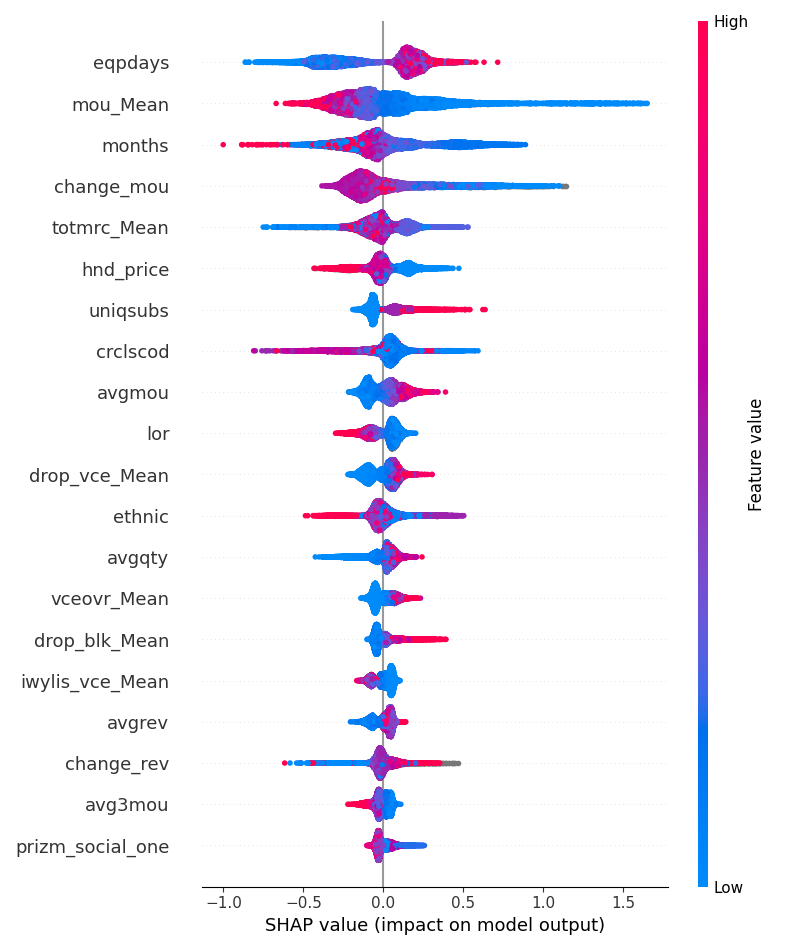 High
eqpdays
mou_Mean
months
change_mou
totmrc_Mean
hnd_price
uniqsubs
crclscod
avgmou
lor
drop_vce_Mean
ethnic
avgqty
vceovr_Mean
drop_blk_Mean
iwylis_vce_Mean
avgrev
change_rev
avg3mou
prizm_social_one
Feature value
Low
−1.0 −0.5 0.0 0.5 1.0 1.5
SHAP value (impact on model output)